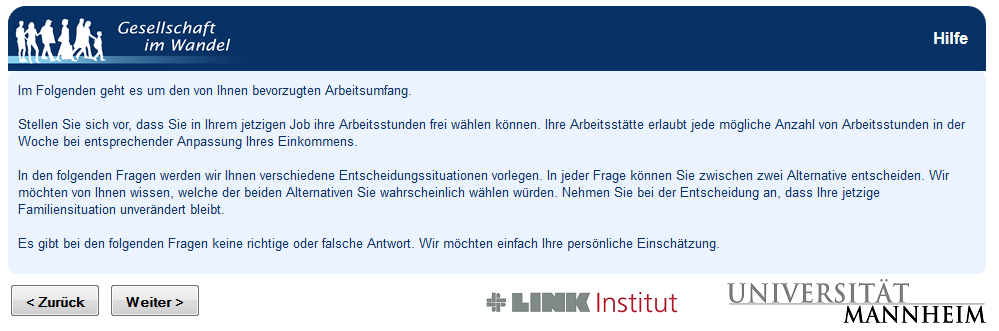 Gesellschaft
im Wandel
Hilfe
Im Folgenden geht es um den von Ihnen bevorzugten Arbeitsumfang.
Stellen Sie sich vor, dass Sie in Ihrem jetzigen Job ihre Arbeitsstunden frei wählen können. Ihre Arbeitsstätte erlaubt jede mögliche Anzahl von Arbeitsstunden in der
Woche bei entsprechender Anpassung Ihres Einkommens.
In den folgenden Fragen werden wir Ihnen verschiedene Entscheidungssituationen vorlegen. In jeder Frage können Sie zwischen zwei Alternative entscheiden. Wir
möchten von Ihnen wissen, welche der beiden Alternativen Sie wahrscheinlich wählen würden. Nehmen Sie bei der Entscheidung an, dass Ihre jetzige
Familiensituation unverändert bleibt.
Es gibt bei den folgenden Fragen keine richtige oder falsche Antwort. Wir möchten einfach Ihre persönliche Einschätzung.
< Zurück
Weiter >
LINK Institut
UNIVERSITÄT
MANNHEIM